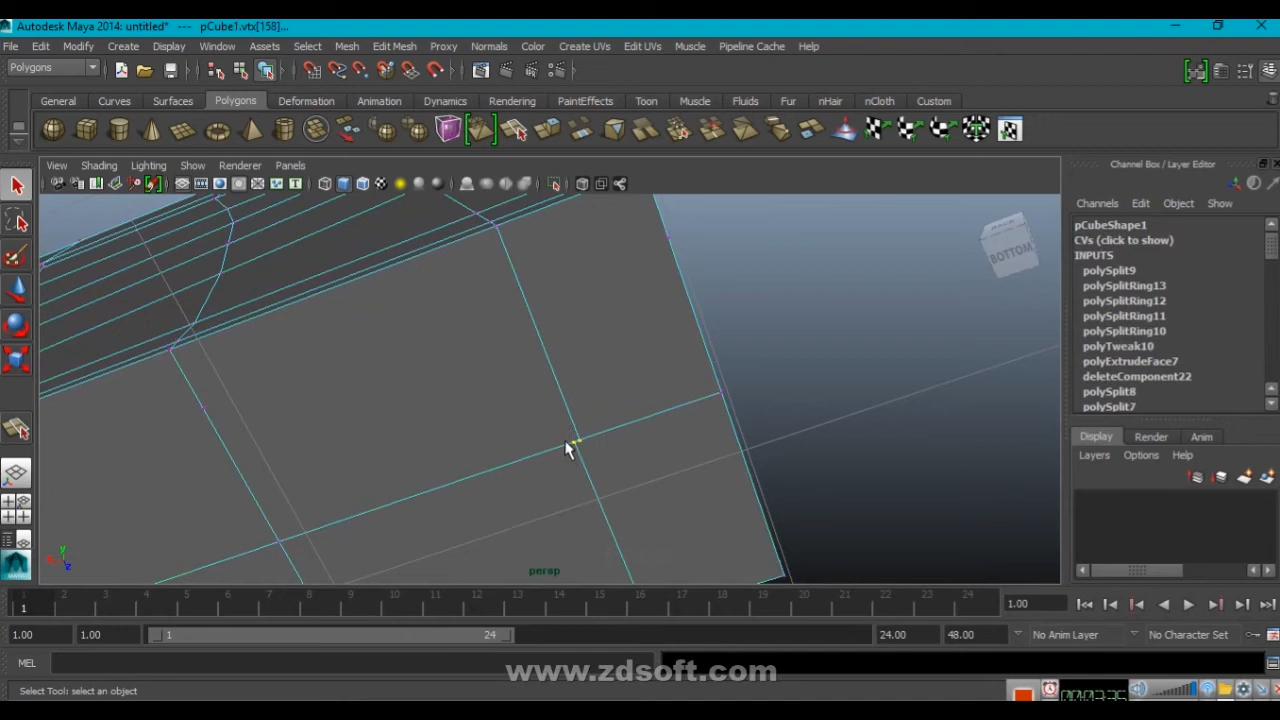 Autodesk Maya 2014: untitled* --- pCube1.vtx[158]...
File Edit Modify Create Display Window Assets Select Mesh Edit Mesh Proxy Normals Color Create UVs Edit UVs Muscle Pipeline Cache Help
Polygons
General Curves Surfaces Polygons Deformation Animation Dynamics Rendering PaintEffects Toon Muscle Fluids Fur nHair nCloth Custom
View Shading Lighting Show Renderer Panels
Channel Box / Layer Editor
Channels Edit Object Show
pCubeShape1
CVs (click to show)
INPUTS
polySplit9
polySplitRing13
polySplitRing12
polySplitRing11
polySplitRing10
polyTweak10
polyExtrudeFace7
deleteComponent22
polySplit8
polySplit7
BOTTOM
Display Render Anim
Layers Options Help
y
z
persp
1 2 3 4 5 6 7 8 9 10 11 12 13 14 15 16 17 18 19 20 21 22 23 24
1
1.00
1.00 1.00 1 24 24.00 48.00 No Anim Layer No Character Set
MEL
www.zdsoft.com
Select Tool: select an object